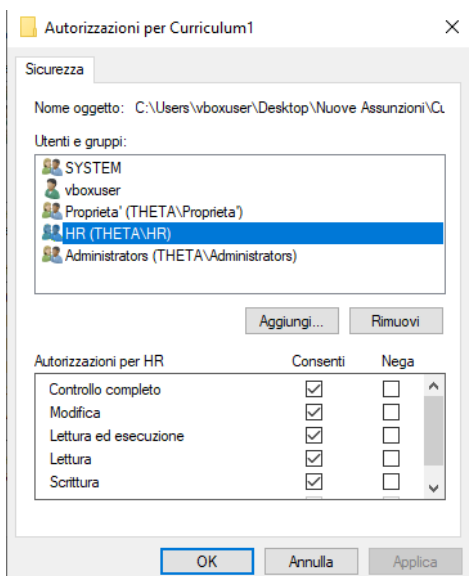 Autorizzazioni per Curriculum1
Sicurezza
Nome oggetto: C:\Users\vboxuser\Desktop\Nuove Assunzioni\Cu
Utenti e gruppi:
SYSTEM
vboxuser
Proprieta' (THETA\Proprieta')
HR (THETA\HR)
Administrators (THETA\Administrators)
Aggiungi... Rimuovi
Autorizzazioni per HR Consenti Nega
Controllo completo
Modifica
Lettura ed esecuzione
Lettura
Scrittura
OK Annulla Applica